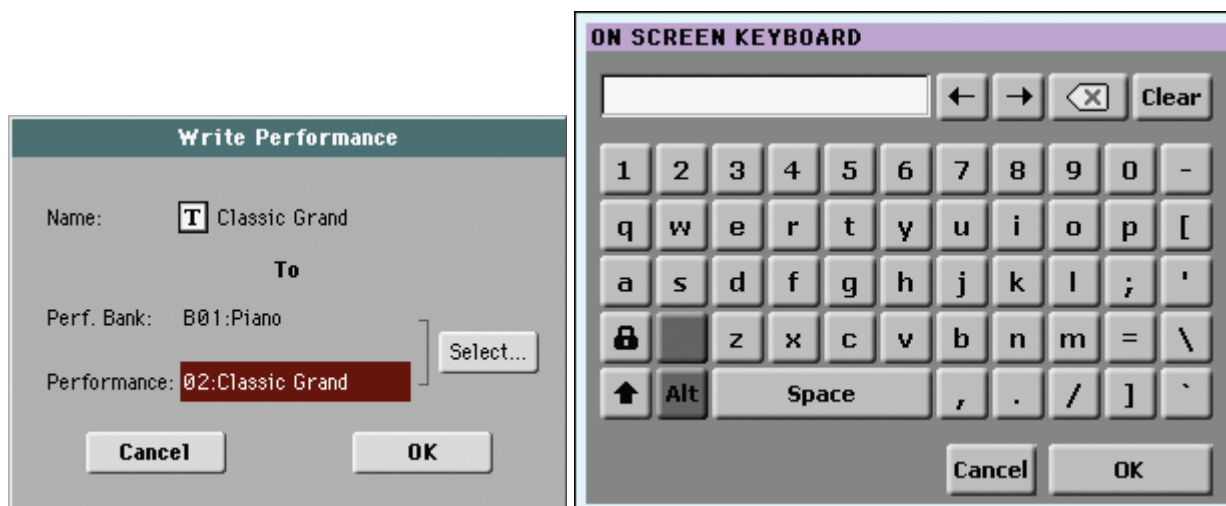 Write Performance
Name: T Classic Grand
To
Perf. Bank: B01:Piano
Select...
Performance: 02:Classic Grand
Cancel OK
ON SCREEN KEYBOARD
← → Clear
1 2 3 4 5 6 7 8 9 0 -
q w e r t y u i o p [
a s d f g h j k l ; '
z x c v b n m = \
Alt Space , . / ] `
Cancel OK